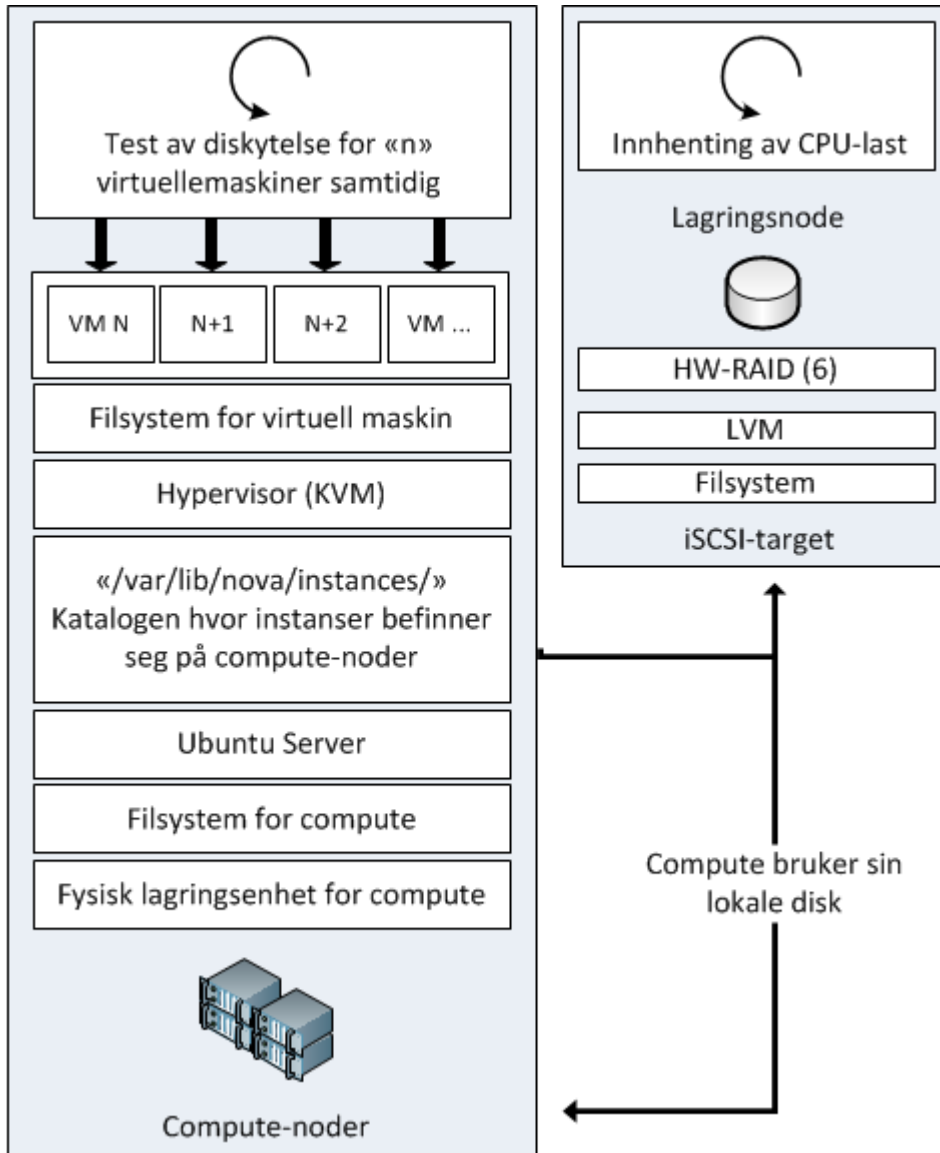 Test av diskytelse for «n»
virtuellemaskiner samtidig
VM N
N+1
N+2
VM ...
Filsystem for virtuell maskin
Hypervisor (KVM)
«/var/lib/nova/instances/»
Katalogen hvor instanser befinner
seg på compute-noder
Ubuntu Server
Filsystem for compute
Fysisk lagringsenhet for compute
Compute-noder
Innhenting av CPU-last
Lagringsnode
HW-RAID (6)
LVM
Filsystem
iSCSI-target
Compute bruker sin
lokale disk